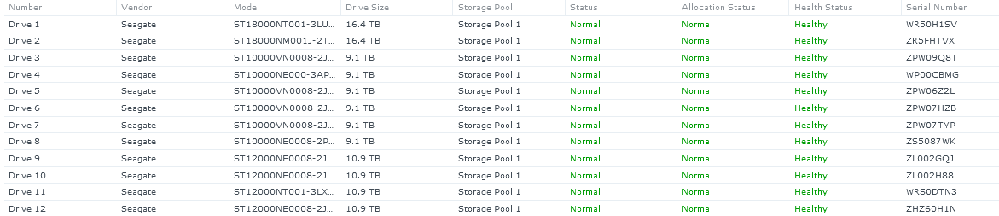 Number Vendor Model Drive Size Storage Pool Status Allocation Status Health Status Serial Number
Drive 1 Seagate ST18000NT001-3LU... 16.4 TB Storage Pool 1 Normal Normal Healthy WR50H1SV
Drive 2 Seagate ST18000NM001J-2T... 16.4 TB Storage Pool 1 Normal Normal Healthy ZR5FHTVX
Drive 3 Seagate ST10000VN0008-2J... 9.1 TB Storage Pool 1 Normal Normal Healthy ZPW09Q8T
Drive 4 Seagate ST10000NE000-3AP... 9.1 TB Storage Pool 1 Normal Normal Healthy WP00CBMG
Drive 5 Seagate ST10000VN0008-2J... 9.1 TB Storage Pool 1 Normal Normal Healthy ZPW06Z2L
Drive 6 Seagate ST10000VN0008-2J... 9.1 TB Storage Pool 1 Normal Normal Healthy ZPW07HZB
Drive 7 Seagate ST10000VN0008-2J... 9.1 TB Storage Pool 1 Normal Normal Healthy ZPW07TYP
Drive 8 Seagate ST10000NE0008-2P... 9.1 TB Storage Pool 1 Normal Normal Healthy ZS5087WK
Drive 9 Seagate ST12000NE0008-2J... 10.9 TB Storage Pool 1 Normal Normal Healthy ZL002GQJ
Drive 10 Seagate ST12000NE0008-2J... 10.9 TB Storage Pool 1 Normal Normal Healthy ZL002H88
Drive 11 Seagate ST12000NT001-3LX... 10.9 TB Storage Pool 1 Normal Normal Healthy WRS0DTN3
Drive 12 Seagate ST12000NE0008-2J... 10.9 TB Storage Pool 1 Normal Normal Healthy ZHZ60H1N